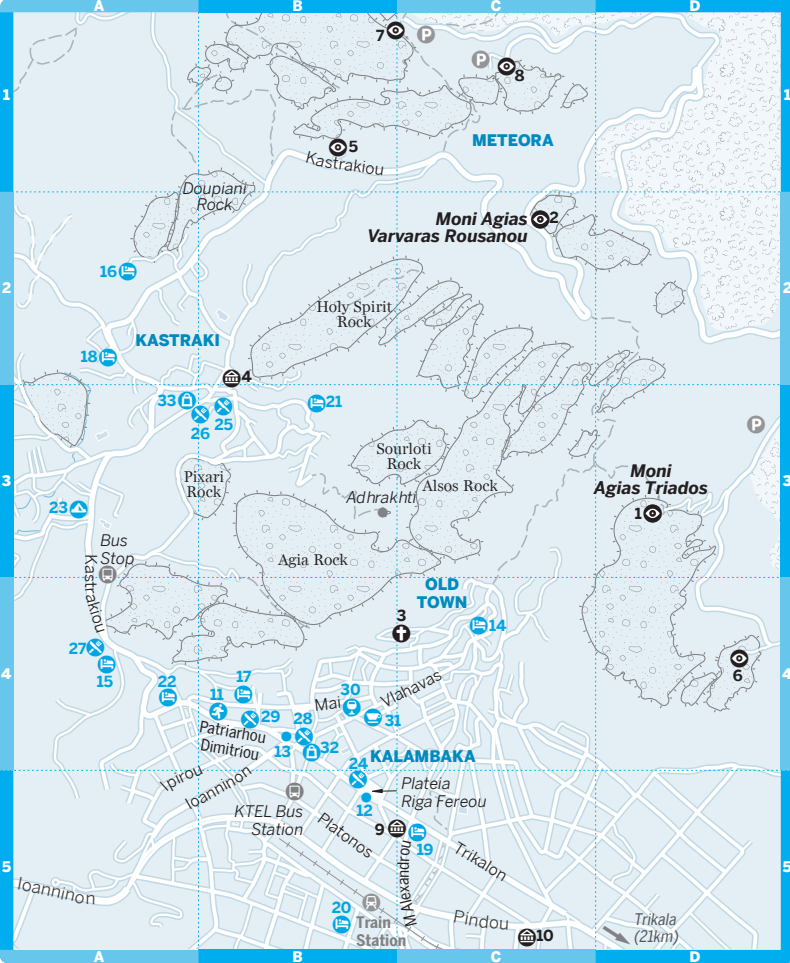 A
B
C
D
7
P
P
8
1
1
METEORA
5
Kastrakiou
Doupiani
Rock
Moni Agias
Varvaras Rousanou
2
16
2
2
Holy Spirit
Rock
KASTRAKI
18
4
33
26
25
21
P
Sourloti
Rock
Moni
Agias Triados
3
3
Pixari
Rock
Alsos Rock
Adhrakhti
23
1
Bus
Stop
Agia Rock
Kastrakiou
OLD
TOWN
3
14
27
15
6
4
4
22
17
11
29
28
30
Mai
Vlahavas
31
Patriarhou
Dimitriou
13
32
KALAMBAKA
24
Ipirou
Ioanninon
Plateia
Riga Fereou
12
KTEL Bus
Station
Platonos
9
19
Trikalon
5
5
Ioanninon
M Alexandrou
20
Train
Station
Pindou
10
Trikala
(21km)
A
B
C
D